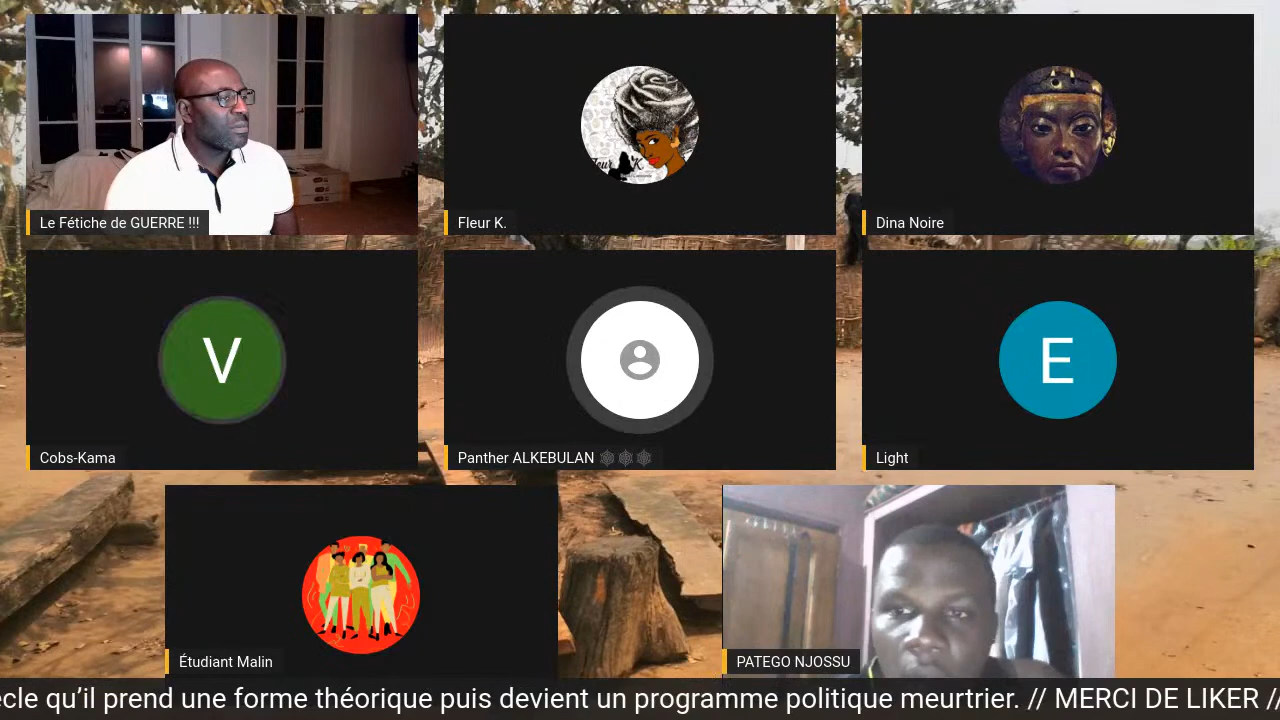 Le Fétiche de GUERRE !!!
Fleur K.
Dina Noire
V
Cobs-Kama
Panther ALKEBULAN 🕸🕸🕸
E
Light
Étudiant Malin
PATEGO NJOSSU
ècle qu’il prend une forme théorique puis devient un programme politique meurtrier. // MERCI DE LIKER //